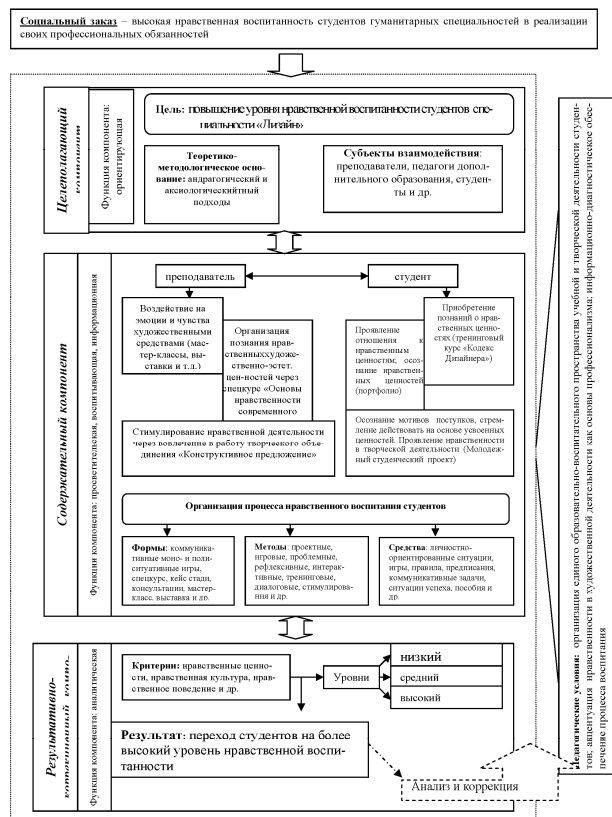 Социальный заказ – высокая нравственная воспитанность студентов гуманитарных специальностей в реализации
своих профессиональных обязанностей
Целеполагающий
Функция компонента:
ориентирующая
Цель: повышение уровня нравственной воспитанности студентов спе-
циальности «Дизайн»
Теоретико-
методологическое осно-
вание: андрагогический и
аксиологическийтный
подходы
Субъекты взаимодействия:
преподаватели, педагоги допол-
нительного образования, студен-
ты и др.
Содержательный компонент
Функции компонента: просветительская, воспитывающая, информационная
преподаватель
студент
Воздействие на
эмоции и чувства
художественными
средствами (мас-
тер-классы, вы-
ставки и т.д.)
Организация
познания нрав-
ственныххудоже-
ственно-эстет.
цен-ностей через
спецкурсе «Основы
нравственности
современного
Стимулирование нравственной деятельности
через вовлечение в работу творческого объе-
динения «Конструктивное предложение»
Проявление
отношения к
нравственным
ценностям; осо-
знание нравствен-
ных ценностей
(портфолио)
Приобретение
познаний о нрав-
ственных ценно-
стях (тренинговый
курс «Кодекс
Дизайнера»)
Осознание мотивов поступков, стрем-
ление действовать на основе усвоенных
ценностей. Проявление нравственности
в творческой деятельности (Молодеж-
ный студенческий проект)
Организация процесса нравственного воспитания студентов
Формы: коммуника-
тивные моно- и поли-
ситуативные игры,
спецкурс, кейс стади,
консультации, мастер-
класс, выставка и др.
Методы: проектные,
игровые, проблемные,
рефлексивные, интерак-
тивные, тренинговые,
диалоговые, стимулирова-
ния и др.
Средства: личностно-
ориентированные ситуации,
игры, правила, предписания,
коммуникативные задачи,
ситуации успеха, пособия и
др.
Результативно-
Функция компонента: аналитическая
Критерии: нравственные ценно-
сти, нравственная культура, нрав-
ственное поведение и др.
Уровни
низкий
средний
высокий
Результат: переход студентов на более
высокий уровень нравственной воспи-
танности
Анализ и коррекция
Педагогические условия: организация единого образовательно-воспитательного пространства учебной и творческой деятельности студен-
тов; акцентуация нравственности в художественной деятельности как основы профессионализма; информационно-диагностическое обес-
печение процесса воспитания